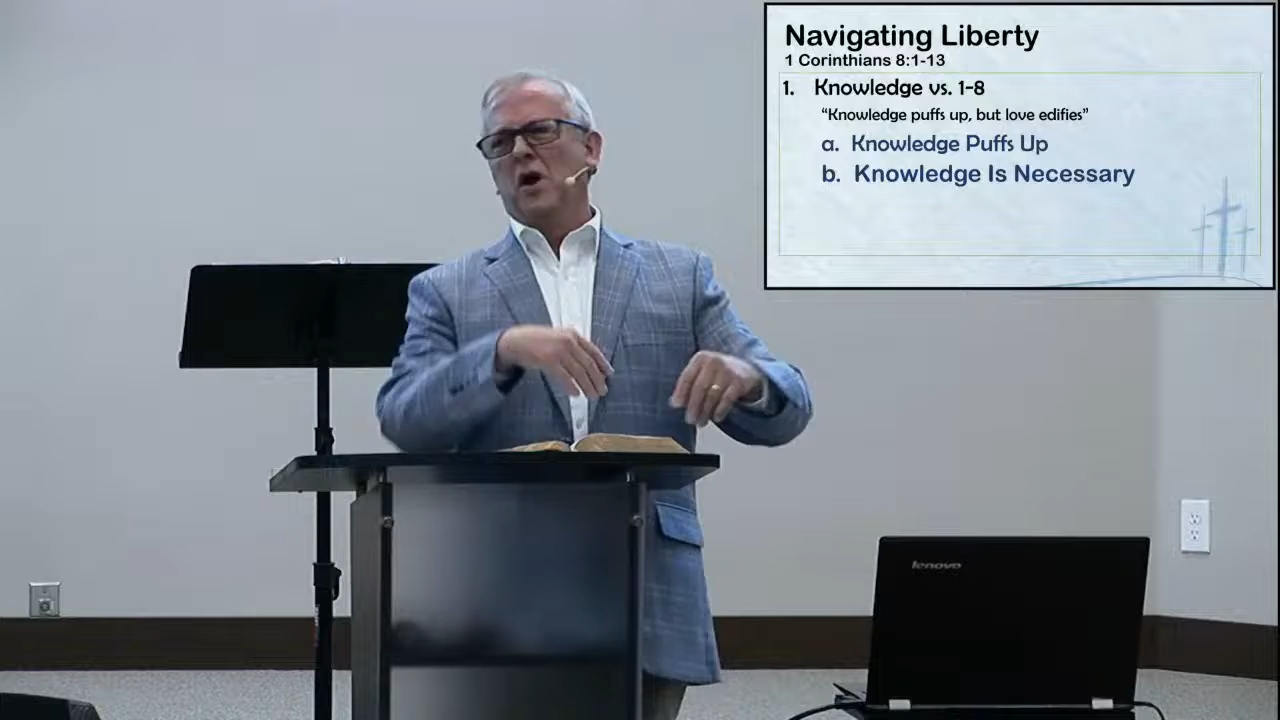 Navigating Liberty
1 Corinthians 8:1-13
1. Knowledge vs. 1-8
“Knowledge puffs up, but love edifies”
a. Knowledge Puffs Up
b. Knowledge Is Necessary
lenovo